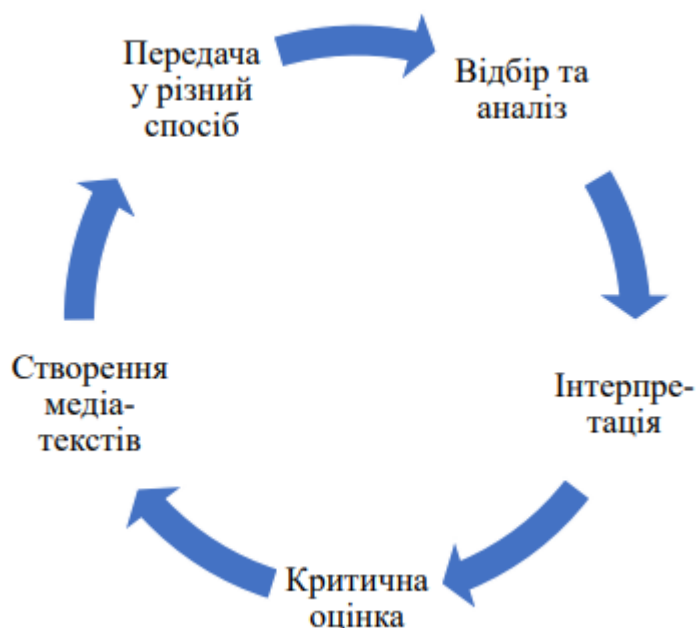 Передача
у різний
спосіб
Відбір та
аналіз
Інтерпре-
тація
Критична
оцінка
Створення
медіа-
текстів